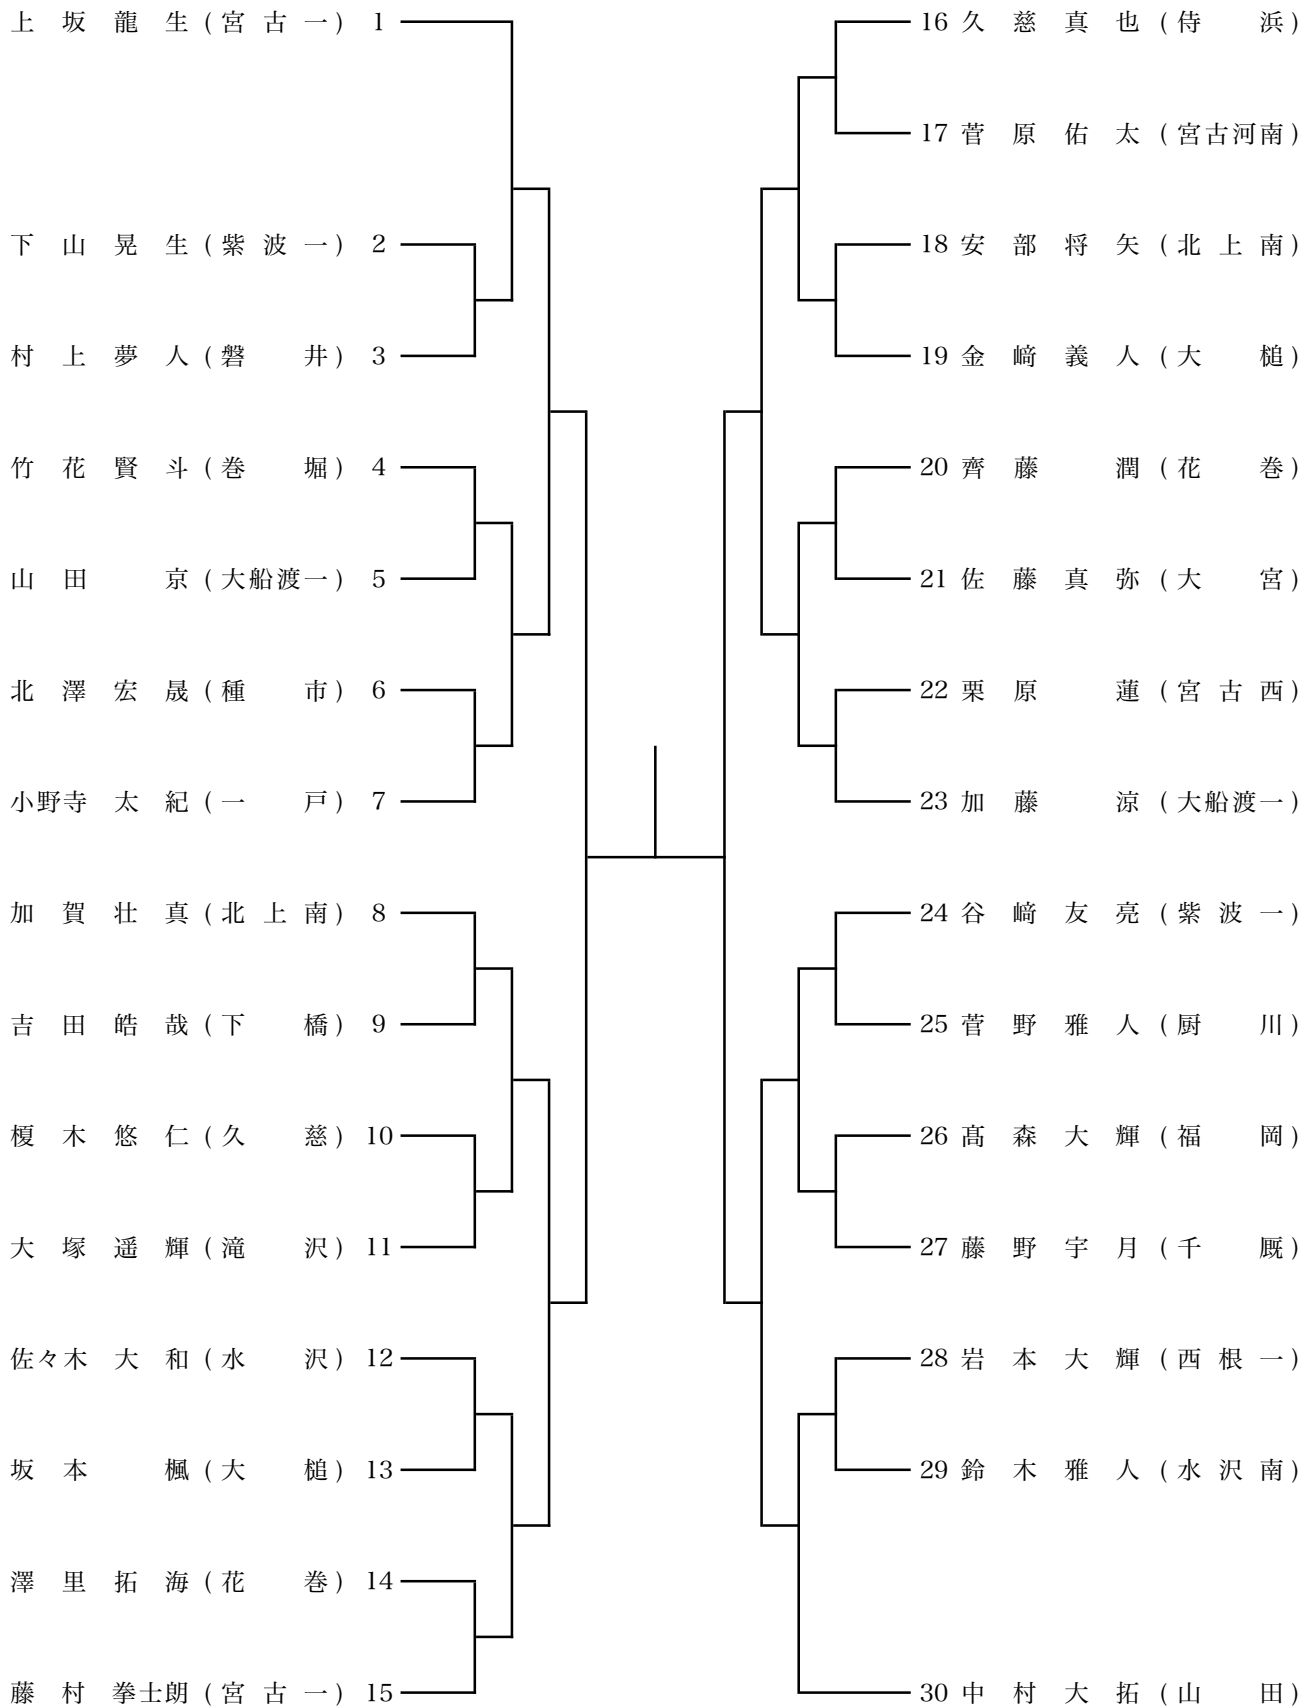 上坂龍生(宮古一) 1
下山晃生(紫波一) 2
村上夢人(磐井) 3
竹花賢斗(巻堀) 4
山田京(大船渡一) 5
北澤宏晟(種市) 6
小野寺太紀(一戸) 7
加賀壮真(北上南) 8
吉田皓哉(下橋) 9
榎木悠仁(久慈) 10
大塚遥輝(滝沢) 11
佐々木大和(水沢) 12
坂本楓(大槌) 13
澤里拓海(花巻) 14
藤村拳士朗(宮古一) 15
16 久慈真也(侍浜)
17 菅原佑太(宮古河南)
18 安部将矢(北上南)
19 金崎義人(大槌)
20 齊藤潤(花巻)
21 佐藤真弥(大宮)
22 栗原蓮(宮古西)
23 加藤涼(大船渡一)
24 谷崎友亮(紫波一)
25 菅野雅人(厨川)
26 髙森大輝(福岡)
27 藤野宇月(千厩)
28 岩本大輝(西根一)
29 鈴木雅人(水沢南)
30 中村大拓(山田)